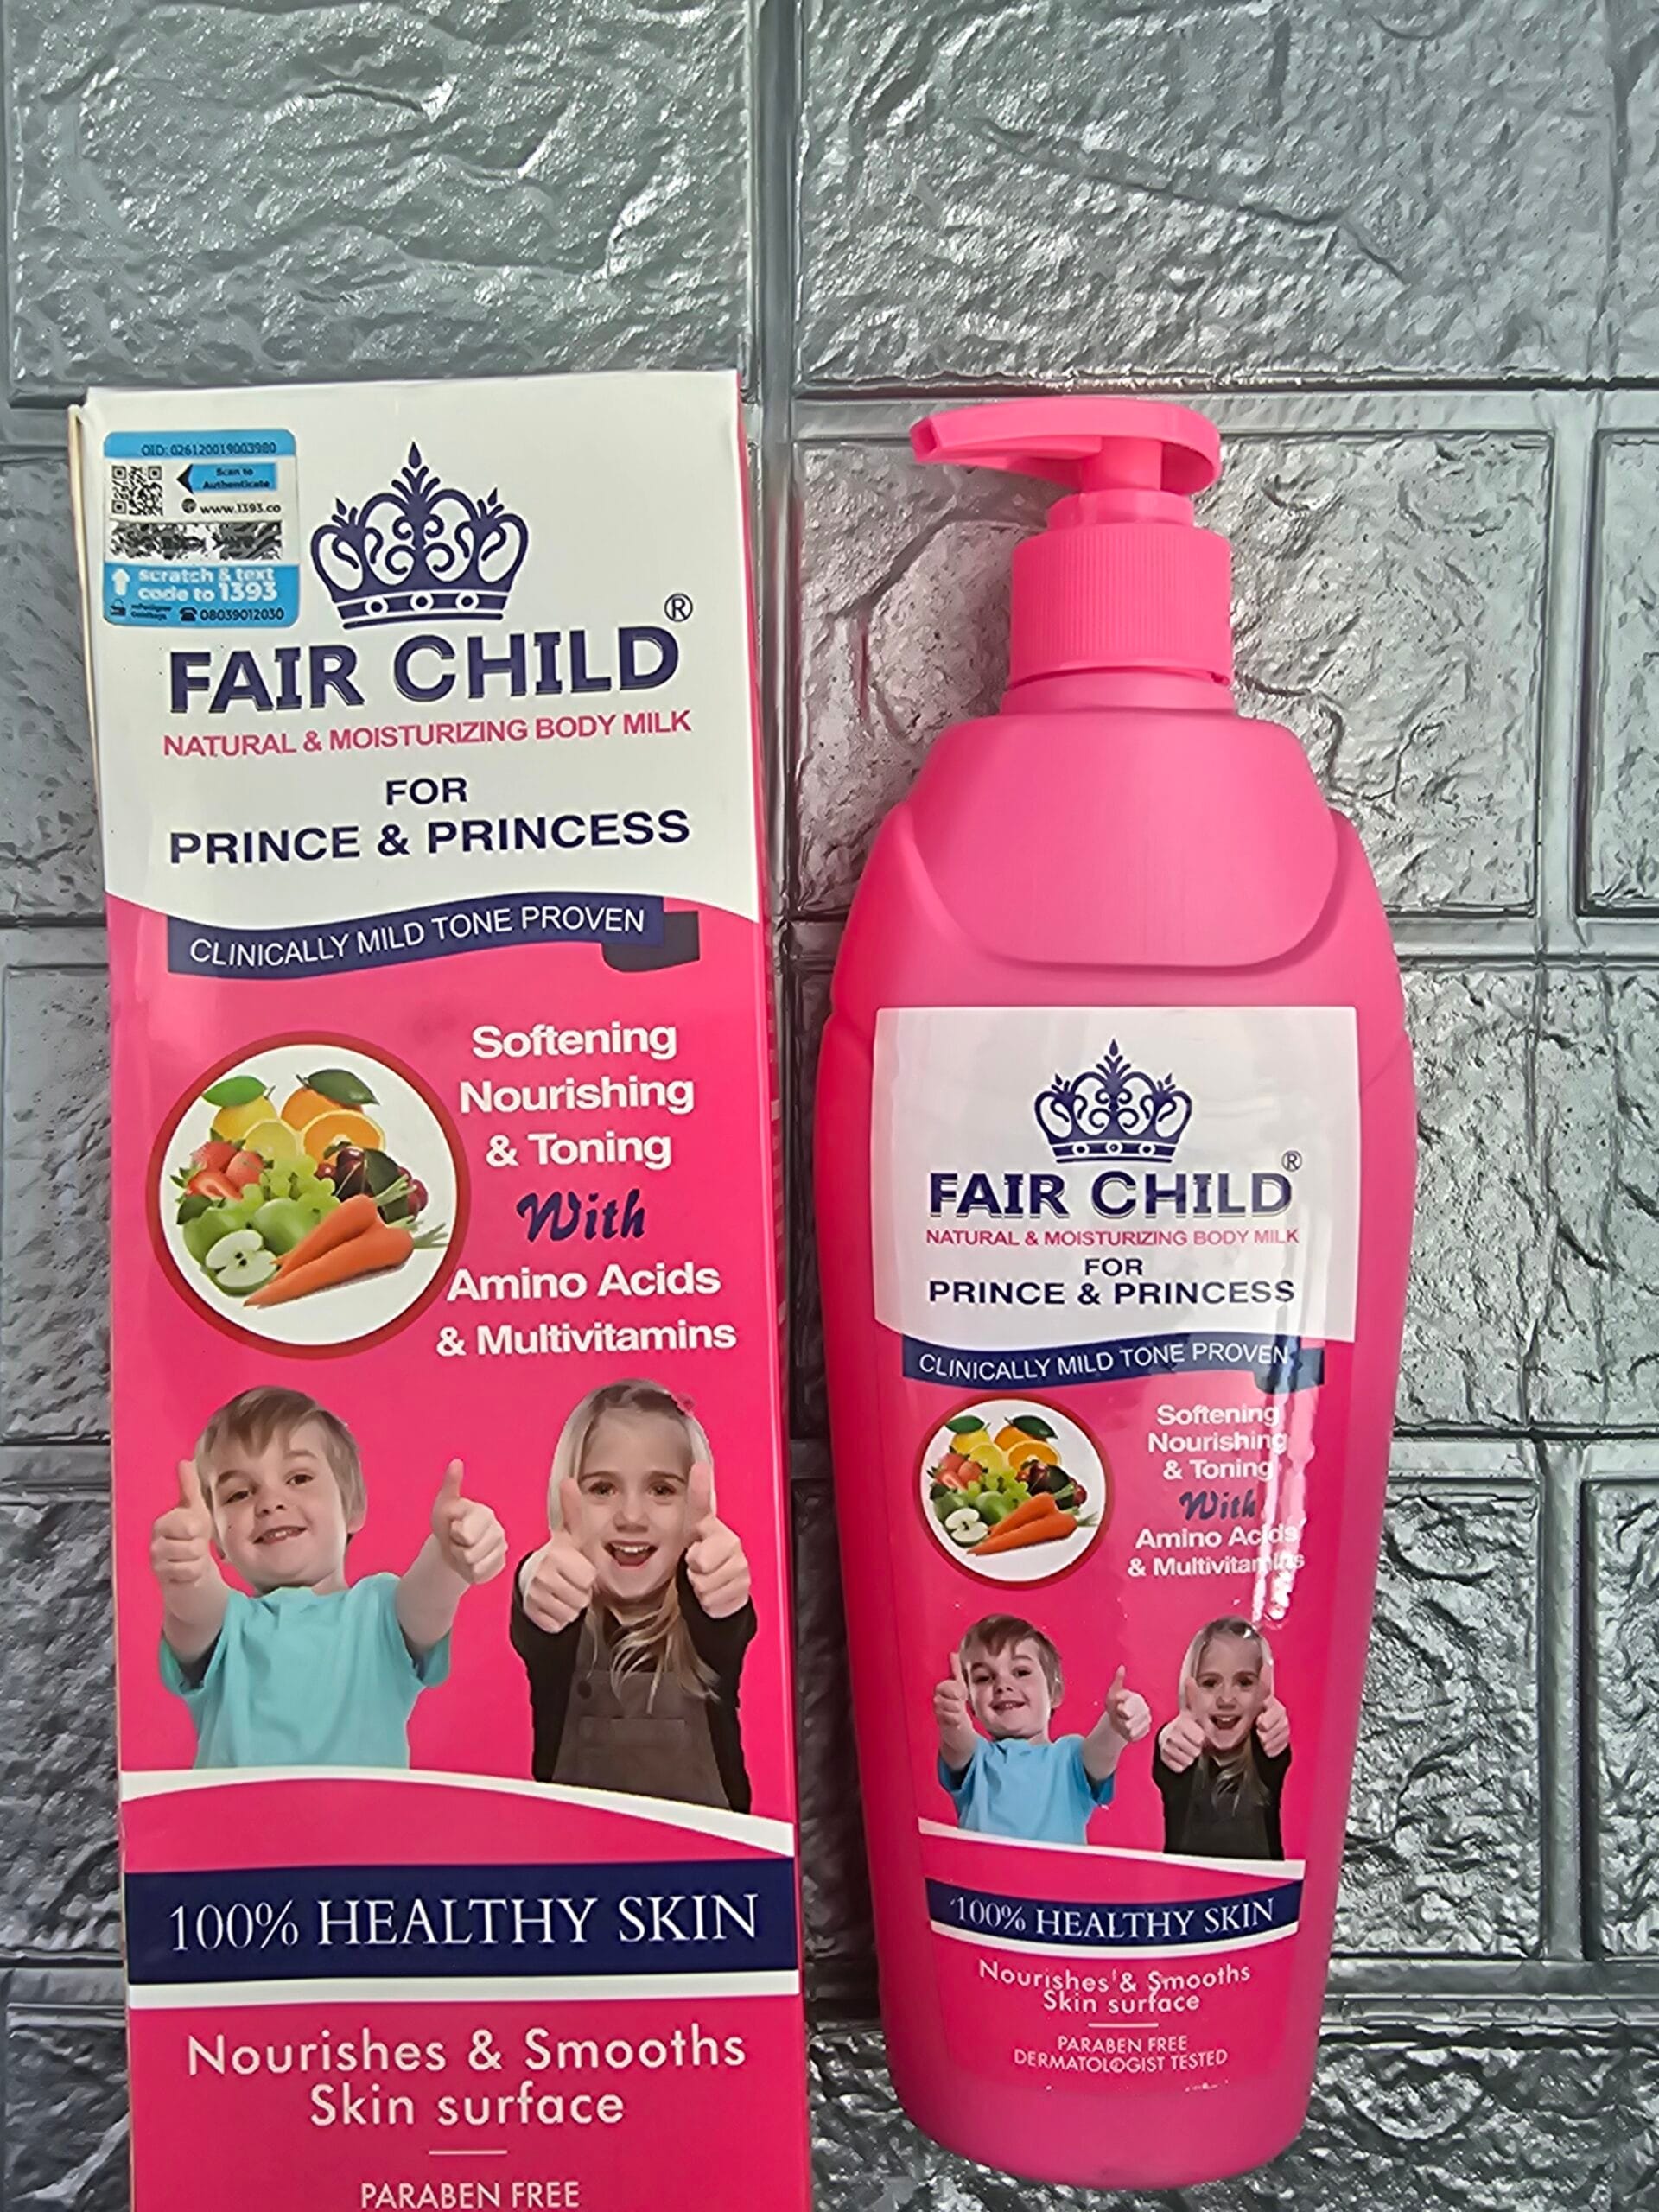 OID: 026120019003980
Scan to
Authenticate
www.1393.co
scratch & text
code to 1393
08039012030
FAIR CHILD®
NATURAL & MOISTURIZING BODY MILK
FOR
PRINCE & PRINCESS
CLINICALLY MILD TONE PROVEN
Softening
Nourishing
& Toning
With
Amino Acids
& Multivitamins
100% HEALTHY SKIN
Nourishes & Smooths
Skin surface
PARABEN FREE
FAIR CHILD®
NATURAL & MOISTURIZING BODY MILK
FOR
PRINCE & PRINCESS
CLINICALLY MILD TONE PROVEN
Softening
Nourishing
& Toning
With
Amino Acids
& Multivitamins
100% HEALTHY SKIN
Nourishes & Smooths
Skin surface
PARABEN FREE
DERMATOLOGIST TESTED